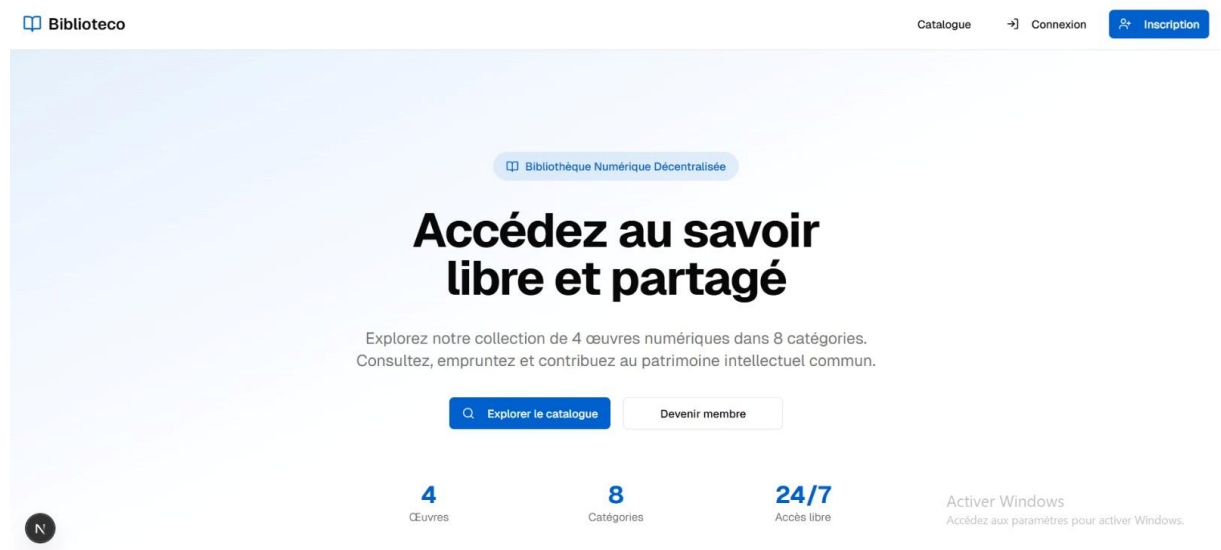 Biblioteco
Catalogue
Connexion
Inscription
Bibliothèque Numérique Décentralisée
Accédez au savoir
libre et partagé
Explorez notre collection de 4 œuvres numériques dans 8 catégories.
Consultez, empruntez et contribuez au patrimoine intellectuel commun.
Explorer le catalogue
Devenir membre
4
Œuvres
8
Catégories
24/7
Accès libre
Activer Windows
Accédez aux paramètres pour activer Windows.
N